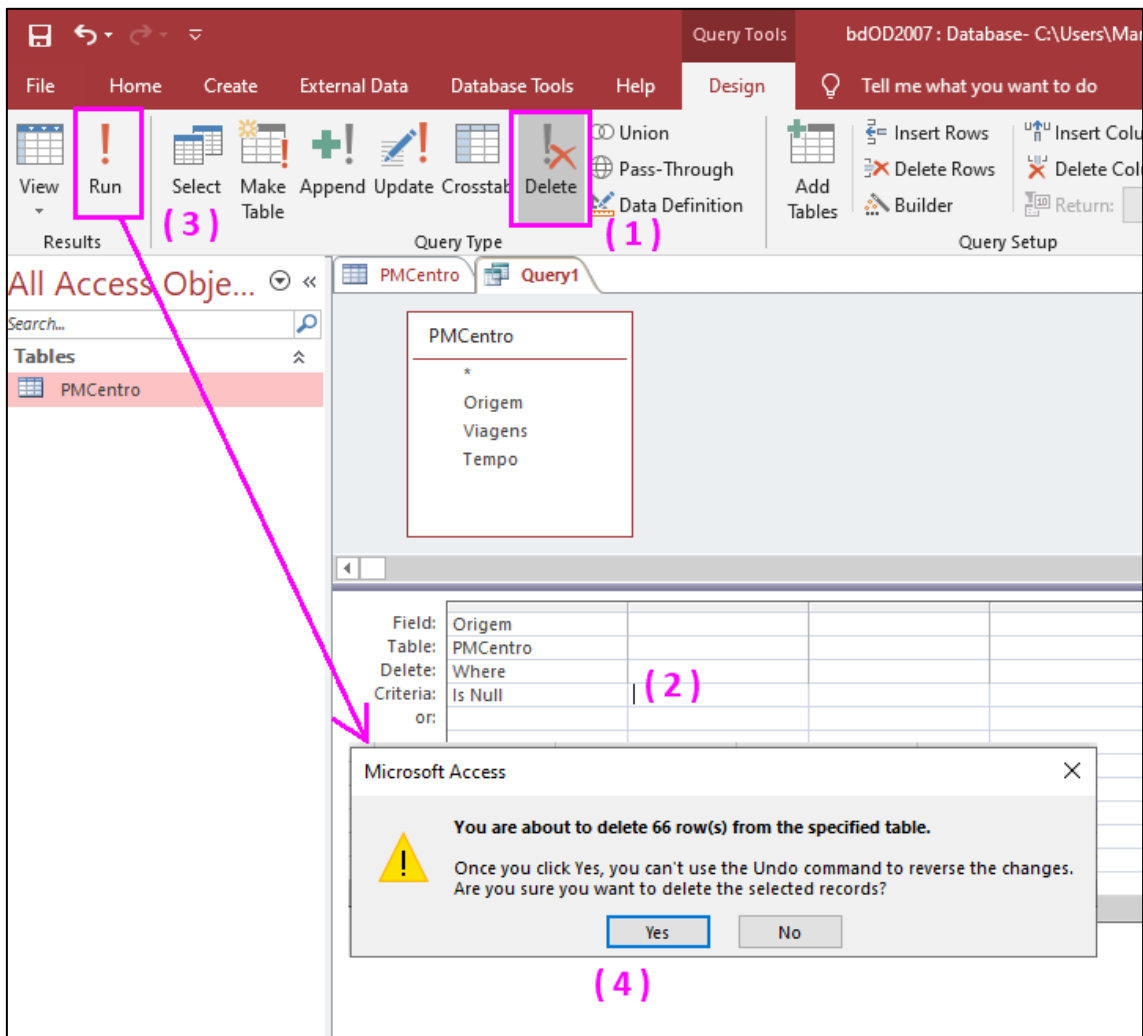 Query Tools
bdOD2007 : Database- C:\Users\Mar
File Home Create External Data Database Tools Help Design Tell me what you want to do
View
Run
Select
Make Table
Append
Update
Crosstab
Delete
Union
Pass-Through
Data Definition
Add Tables
Insert Rows
Delete Rows
Builder
Insert Colu
Delete Col
Return:
( 3 )
( 1 )
Results
Query Type
Query Setup
All Access Obje...
Search...
Tables
PMCentro
PMCentro
Query1
PMCentro
*
Origem
Viagens
Tempo
Field: Origem
Table: PMCentro
Delete: Where
Criteria: Is Null
or:
( 2 )
Microsoft Access
You are about to delete 66 row(s) from the specified table.
Once you click Yes, you can't use the Undo command to reverse the changes.
Are you sure you want to delete the selected records?
Yes No
( 4 )